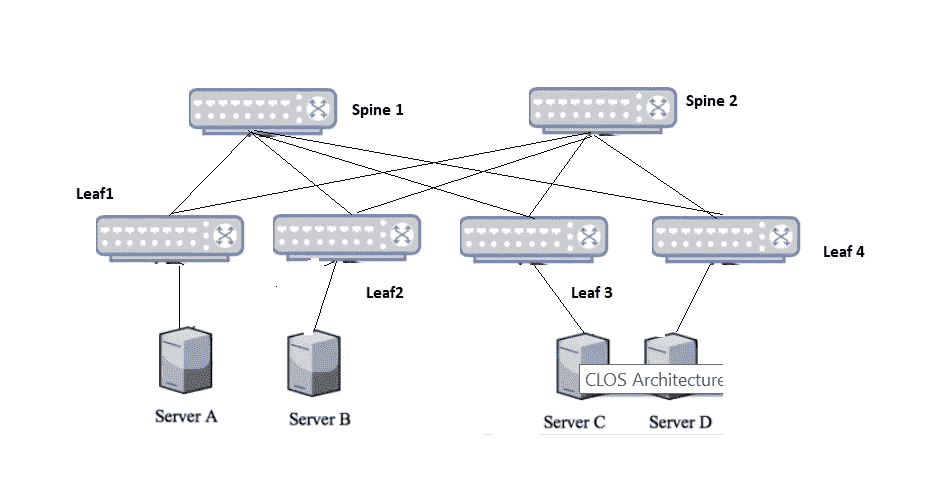 Spine 1
Spine 2
Leaf1
Leaf2
Leaf 3
Leaf 4
CLOS Architecture
Server A
Server B
Server C
Server D